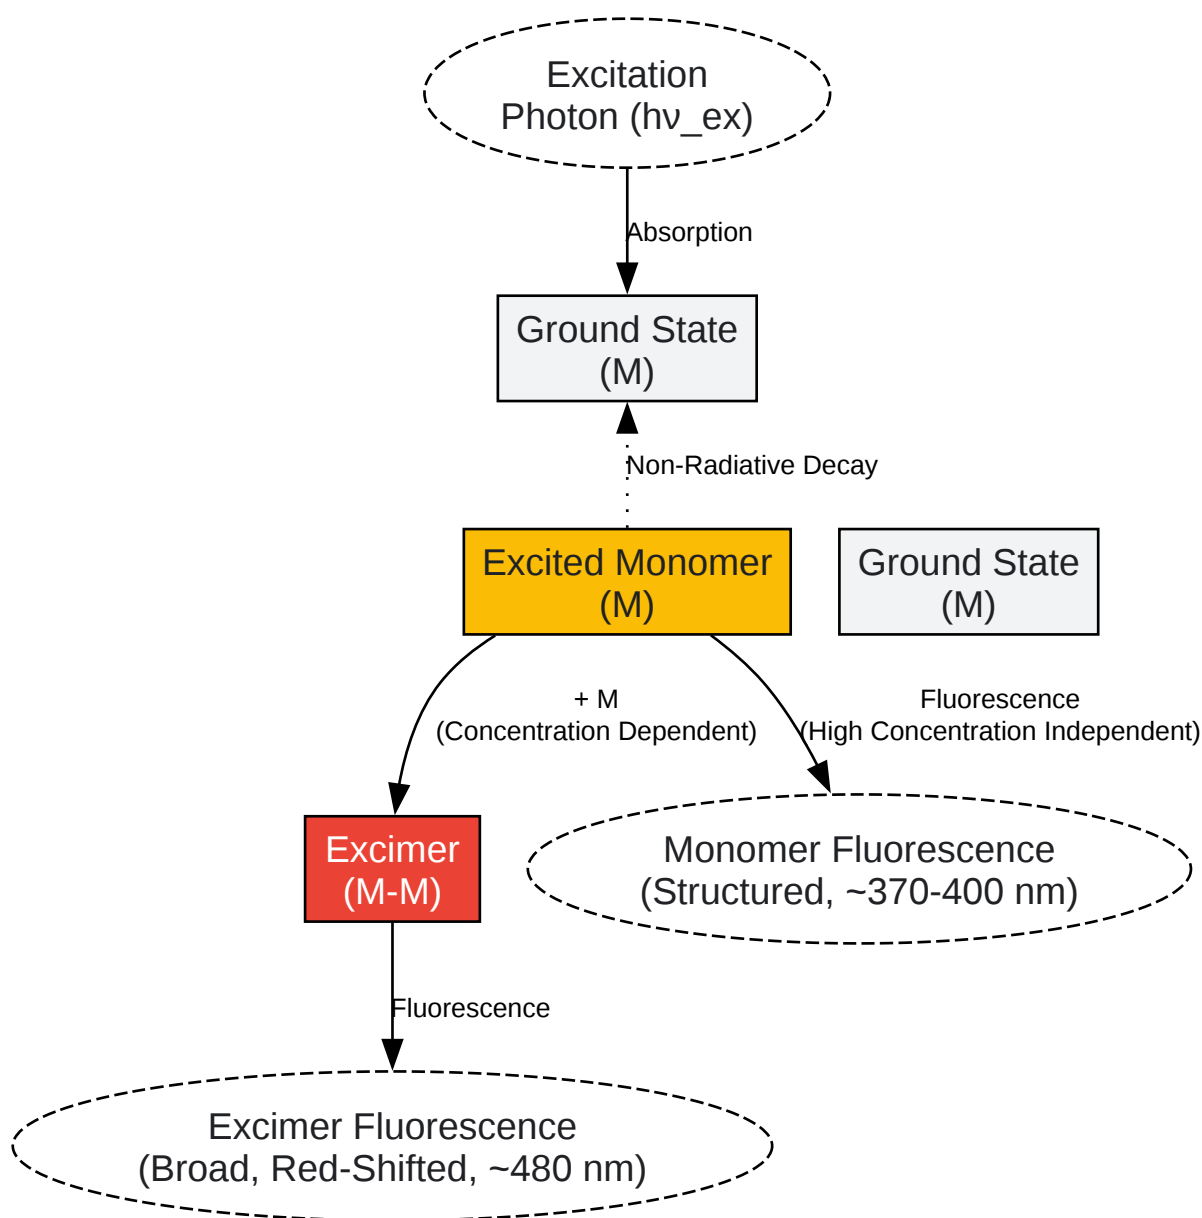 Excitation
Photon (hν_ex)
Absorption
Ground State
(M)
Non-Radiative Decay
Excited Monomer
(M)
Ground State
(M)
+ M
(Concentration Dependent)
Fluorescence
(High Concentration Independent)
Excimer
(M-M)
Monomer Fluorescence
(Structured, ~370-400 nm)
Fluorescence
Excimer Fluorescence
(Broad, Red-Shifted, ~480 nm)